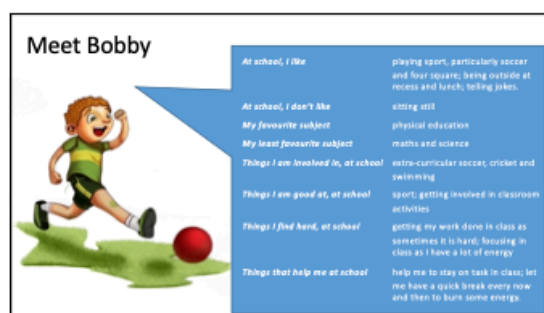 Meet Bobby
At school, I like playing sport, particularly soccer
and four square; being outside at
recess and lunch; telling jokes.
At school, I don't like sitting still
My favourite subject physical education
My least favourite subject maths and science
Things I am involved in, at school extra-curricular soccer, cricket and
swimming
Things I am good at, at school sport; getting involved in classroom
activities
Things I find hard, at school getting my work done in class as
sometimes it is hard; focusing in
class as I have a lot of energy
Things that help me at school help me to stay on task in class; let
me have a quick break every now
and then to burn some energy.